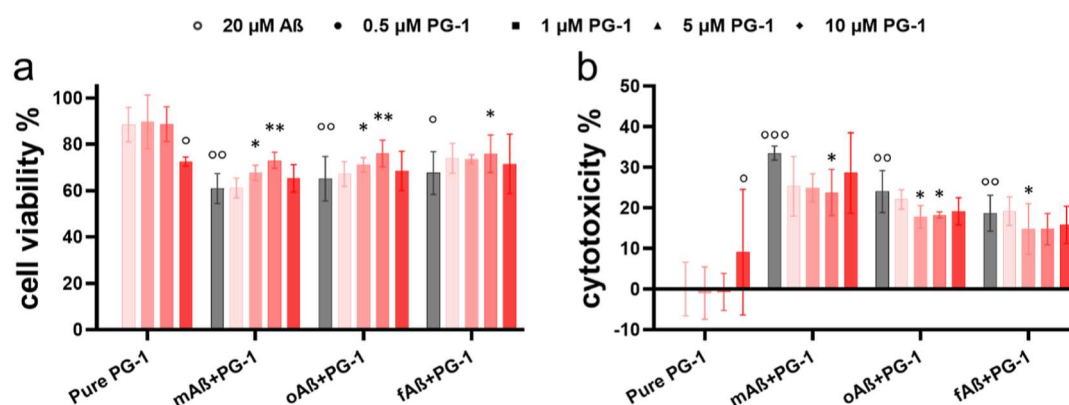 20 µM Aß 0.5 µM PG-1 1 µM PG-1 5 µM PG-1 10 µM PG-1
a
cell viability %
100
80
60
40
20
0
° °° ** * °° ** * ° *
Pure PG-1 mAß+PG-1 oAß+PG-1 fAß+PG-1
b
cytotoxicity %
50
40
30
20
10
0
-10
° °°° * °° * * °° *
Pure PG-1 mAß+PG-1 oAß+PG-1 fAß+PG-1